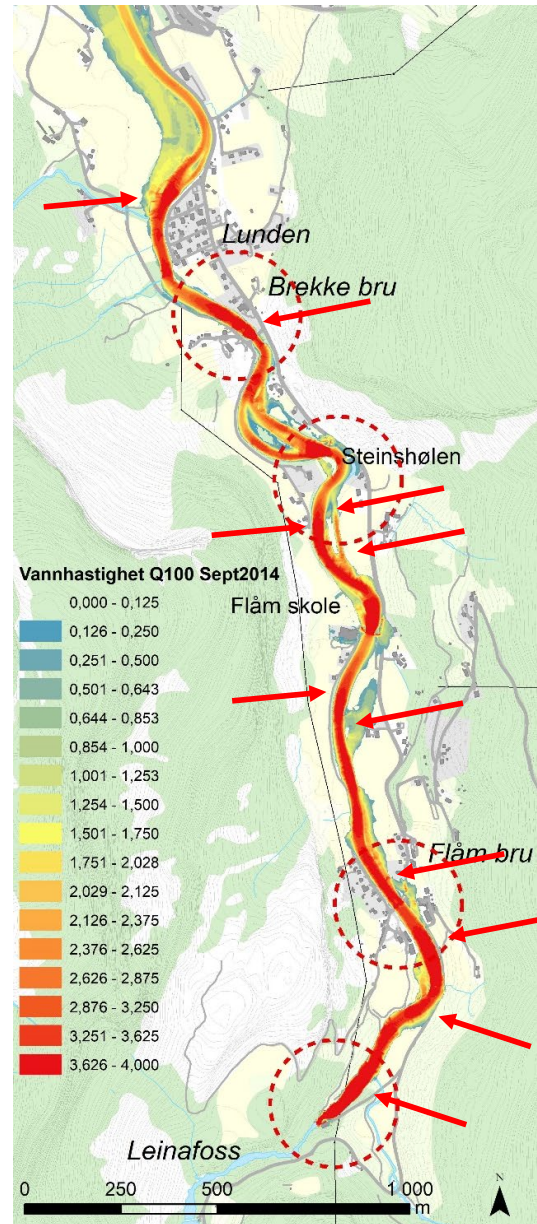 Lunden
Brekke bru
Steinshølen
Vannhastighet Q100 Sept2014
0,000 - 0,125
0,126 - 0,250
0,251 - 0,500
0,501 - 0,643
0,644 - 0,853
0,854 - 1,000
1,001 - 1,253
1,254 - 1,500
1,501 - 1,750
1,751 - 2,028
2,029 - 2,125
2,126 - 2,375
2,376 - 2,625
2,626 - 2,875
2,876 - 3,250
3,251 - 3,625
3,626 - 4,000
Flåm skole
Flåm bru
Leinafoss
0 250 500 1 000
m
N